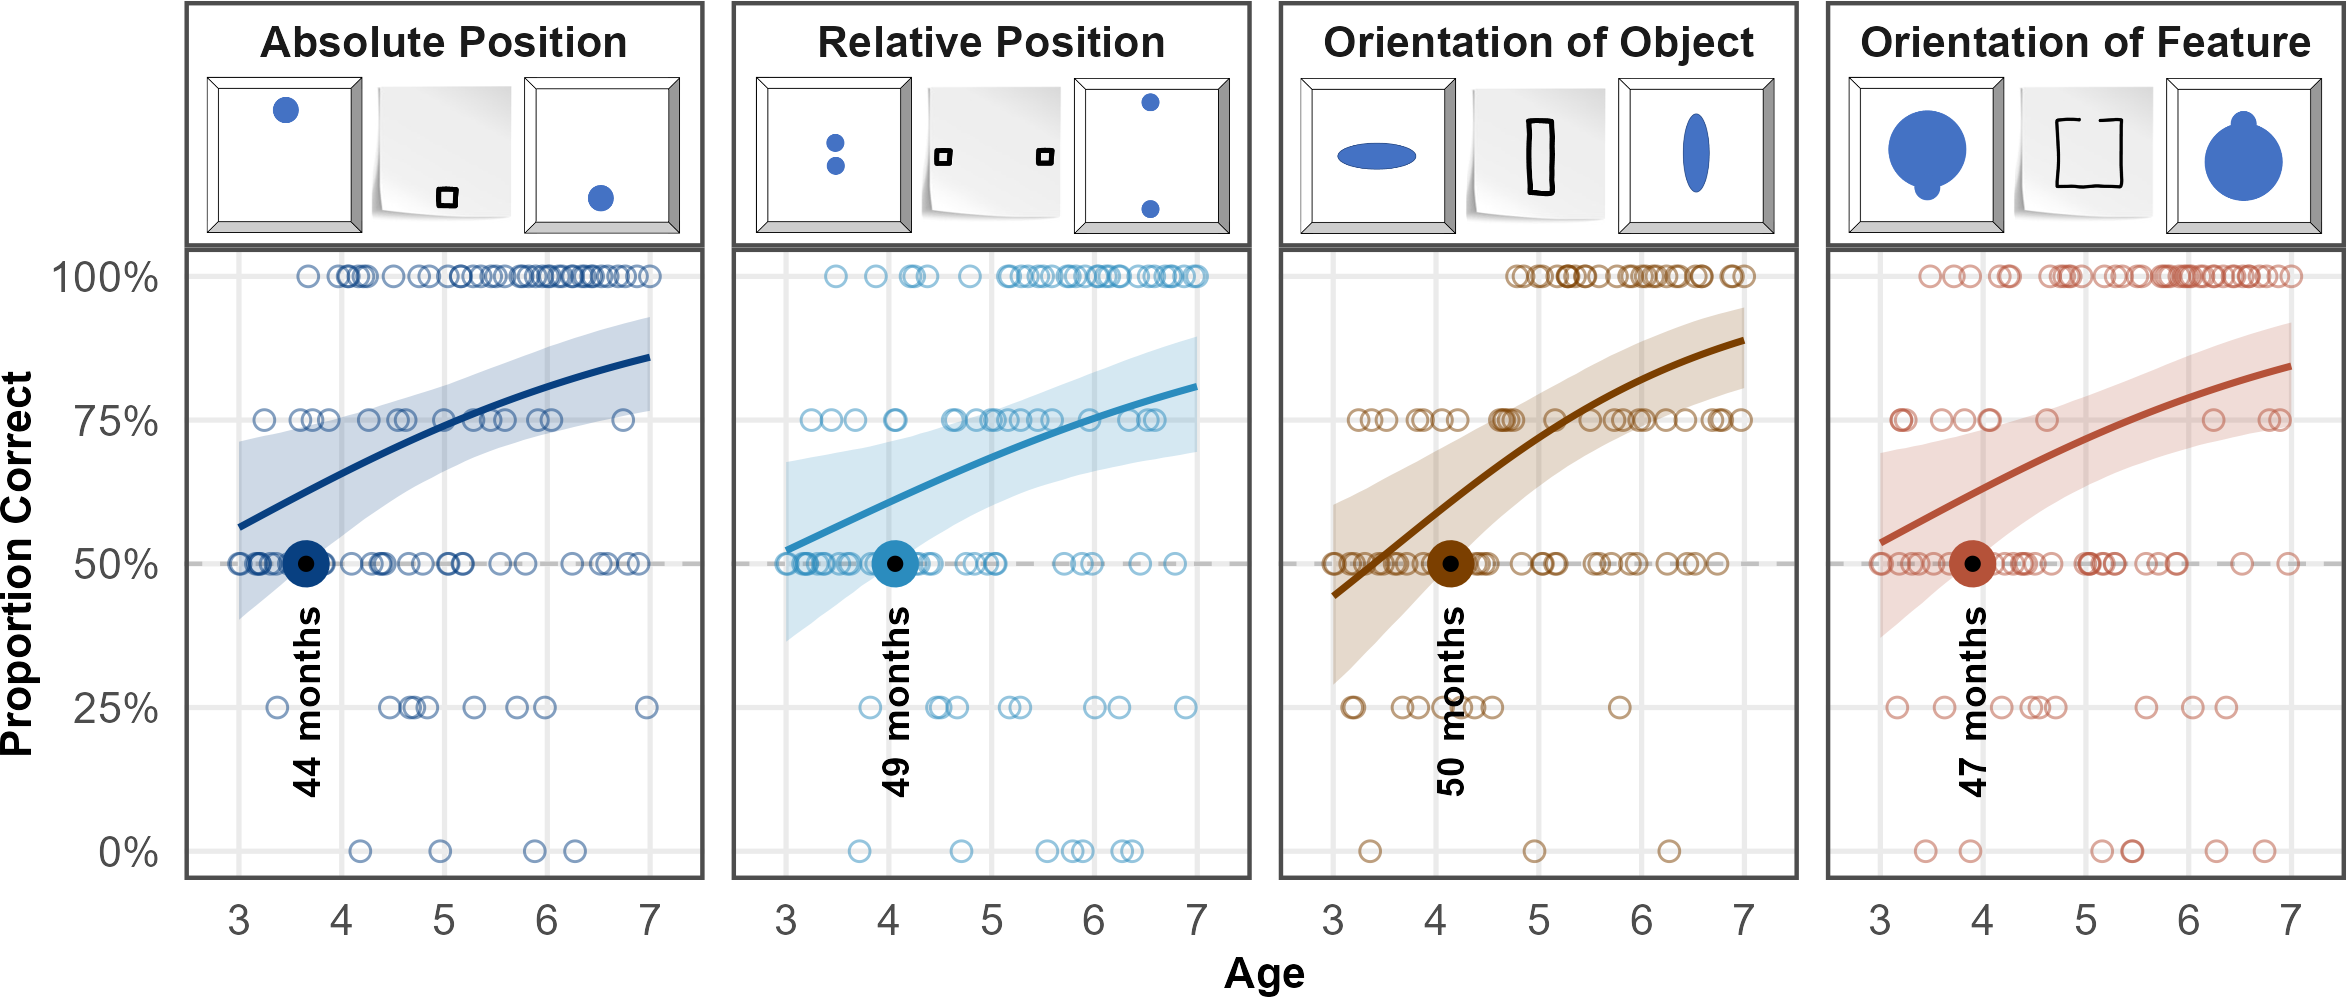 Absolute Position
Relative Position
Orientation of Object
Orientation of Feature
Proportion Correct
100%
75%
50%
25%
0%
44 months
49 months
50 months
47 months
3 4 5 6 7
3 4 5 6 7
3 4 5 6 7
3 4 5 6 7
Age